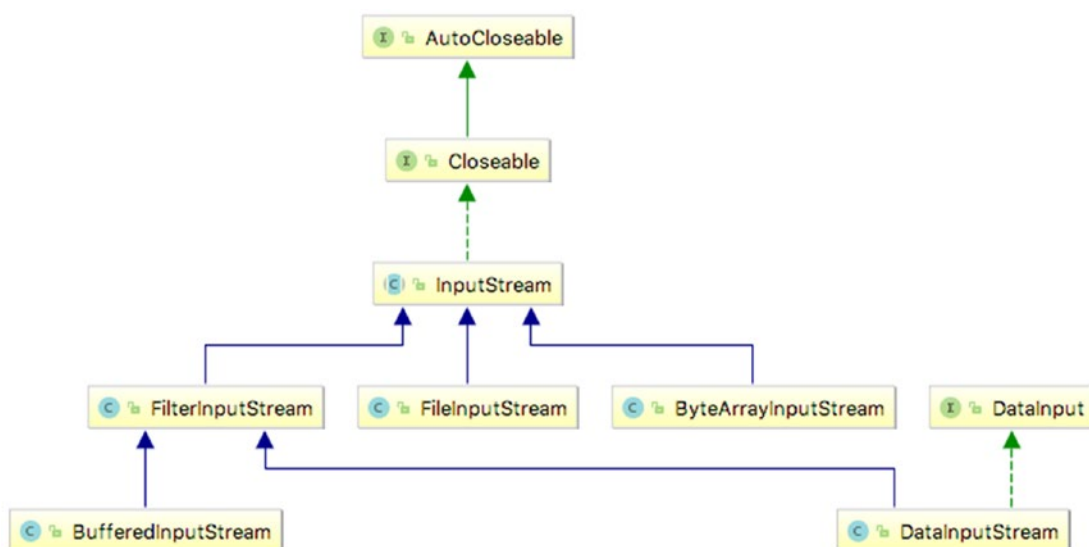 I AutoCloseable
I Closeable
C InputStream
C FilterInputStream
C FileInputStream
C ByteArrayInputStream
I DataInput
C BufferedInputStream
C DataInputStream